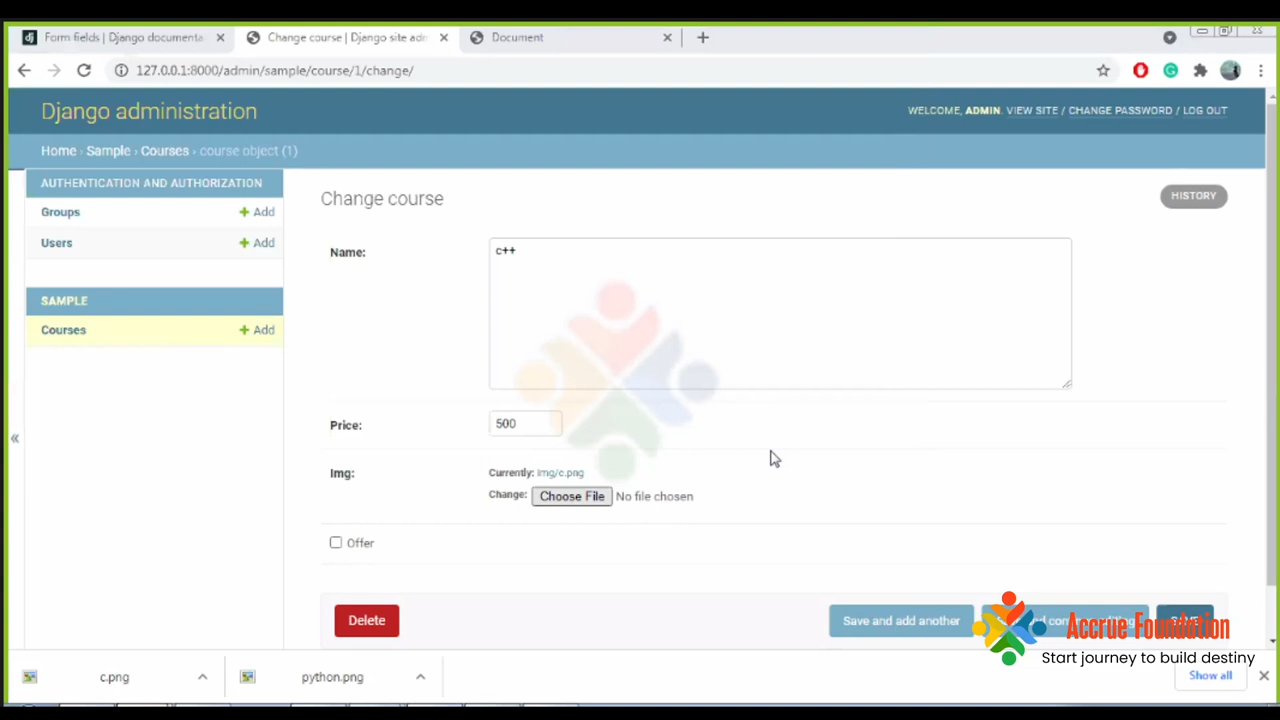 Form fields | Django documenta
Change course | Django site adm
Document
127.0.0.1:8000/admin/sample/course/1/change/
Django administration
WELCOME, ADMIN. VIEW SITE / CHANGE PASSWORD / LOG OUT
Home › Sample › Courses › course object (1)
AUTHENTICATION AND AUTHORIZATION
Groups
+ Add
Users
+ Add
SAMPLE
Courses
+ Add
Change course
HISTORY
Name:
c++
Price:
500
Img:
Currently: img/c.png
Change: Choose File No file chosen
Offer
Delete
Save and add another
Accrue Foundation
Start journey to build destiny
c.png
python.png
Show all